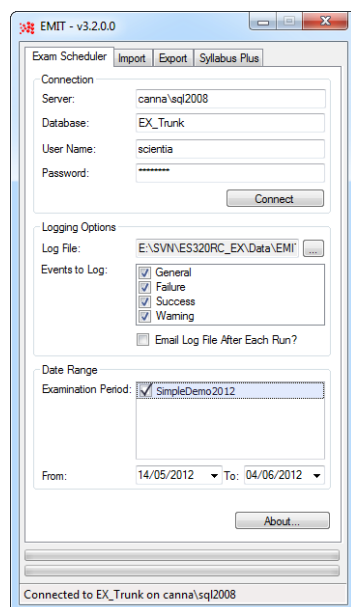 EMIT - v3.2.0.0
Exam Scheduler Import Export Syllabus Plus
Connection
Server: canna\sql2008
Database: EX_Trunk
User Name: scientia
Password: ********
Connect
Logging Options
Log File: E:\SVN\ES320RC_EX\Data\EMI ...
Events to Log: General
Failure
Success
Warning
Email Log File After Each Run?
Date Range
Examination Period: SimpleDemo2012
From: 14/05/2012 To: 04/06/2012
About...
Connected to EX_Trunk on canna\sql2008